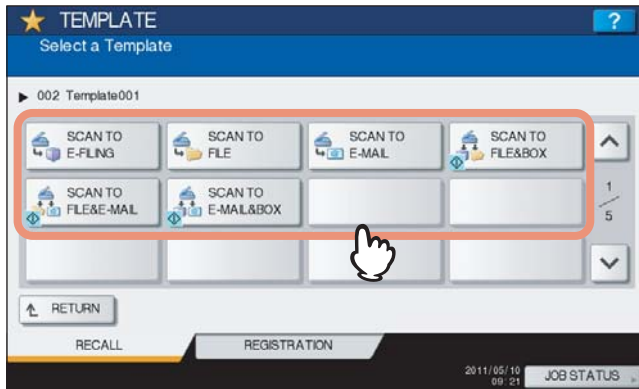 TEMPLATE
?
Select a Template
002 Template001
SCAN TO
E-FILING
SCAN TO
FILE
SCAN TO
E-MAIL
SCAN TO
FILE&BOX
SCAN TO
FILE&E-MAIL
SCAN TO
E-MAIL&BOX
1
5
RETURN
RECALL
REGISTRATION
2011/05/10
09:21
JOB STATUS